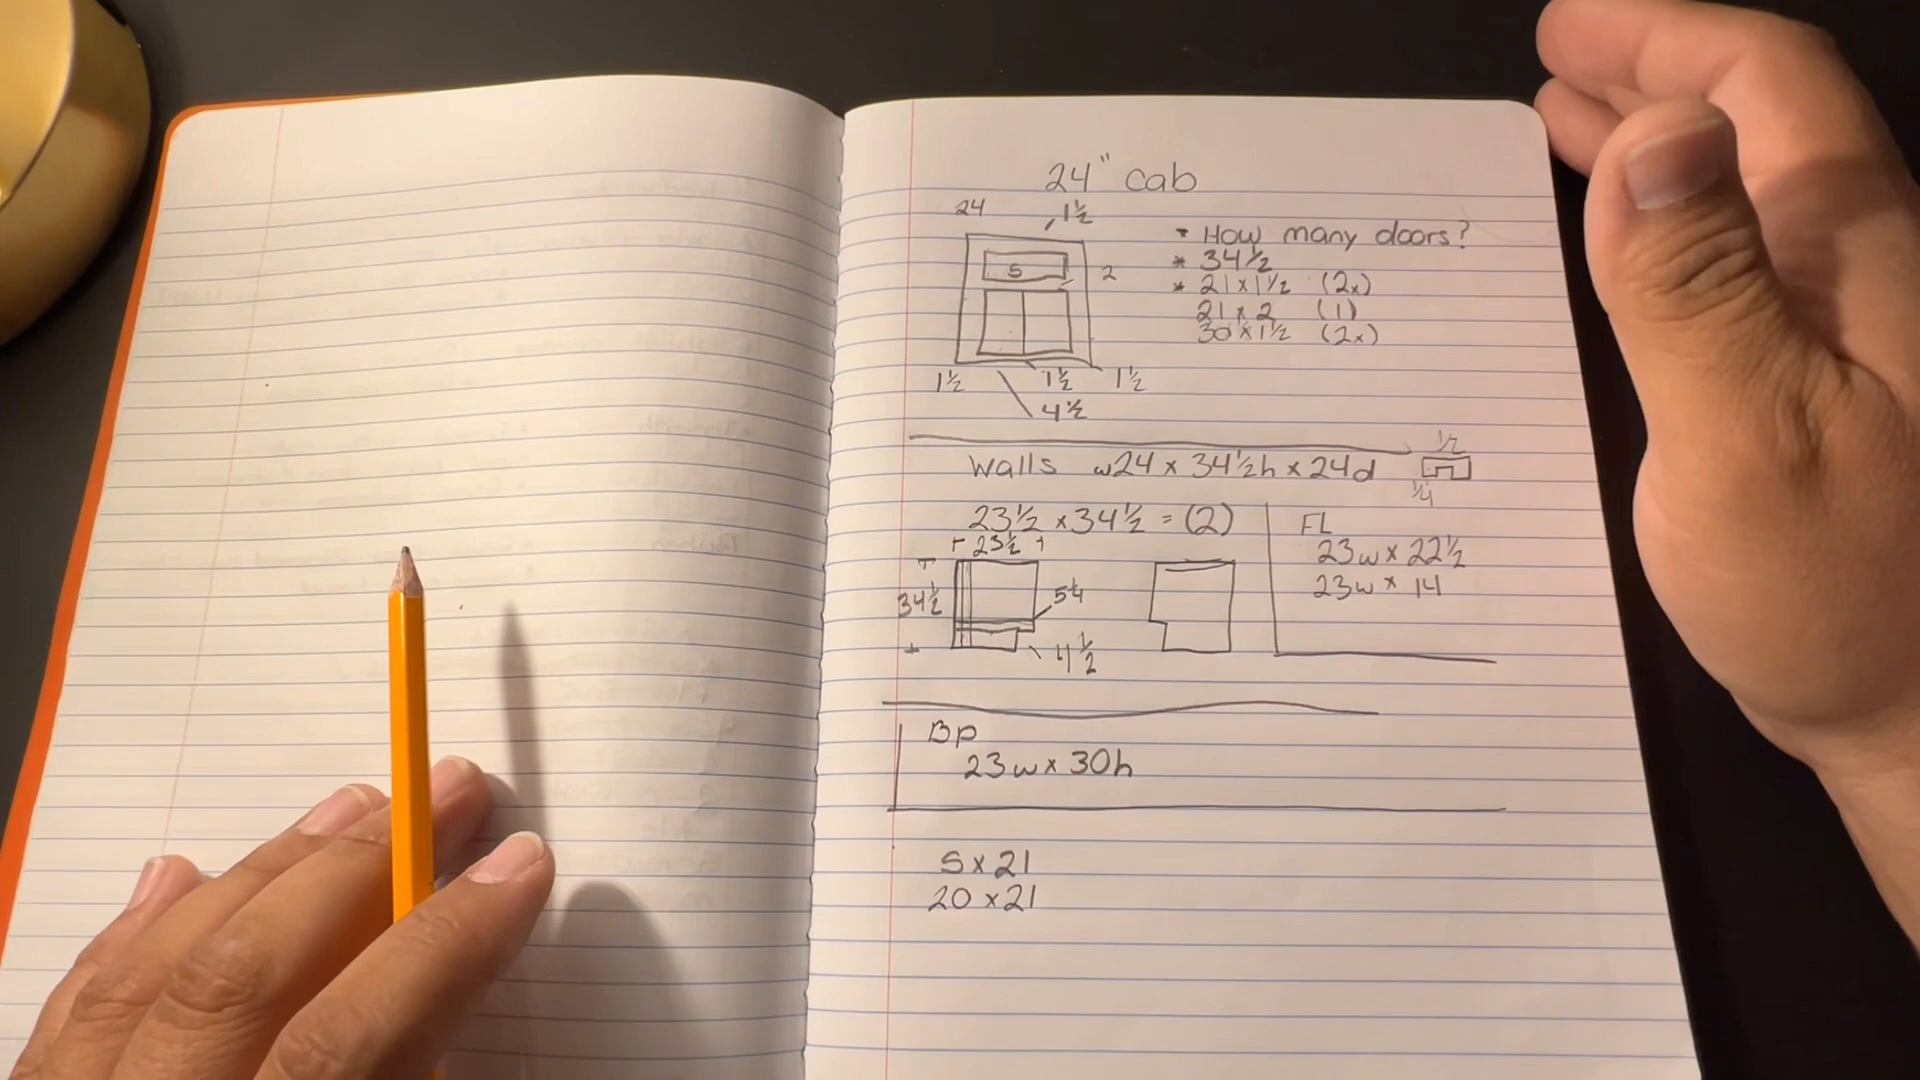 24" cab
24
1½
* How many doors?
5
2
* 34½
* 21 x 1½ (2x)
21 x 2 (1)
30 x 1½ (2x)
1½
1½
1½
4½
Walls w24 x 34½h x 24d
1/2
1/4
23½ x 34½ = (2)
23½
34½
5¼
4½
FL
23w x 22½
23w x 14
Bp
23w x 30h
5 x 21
20 x 21